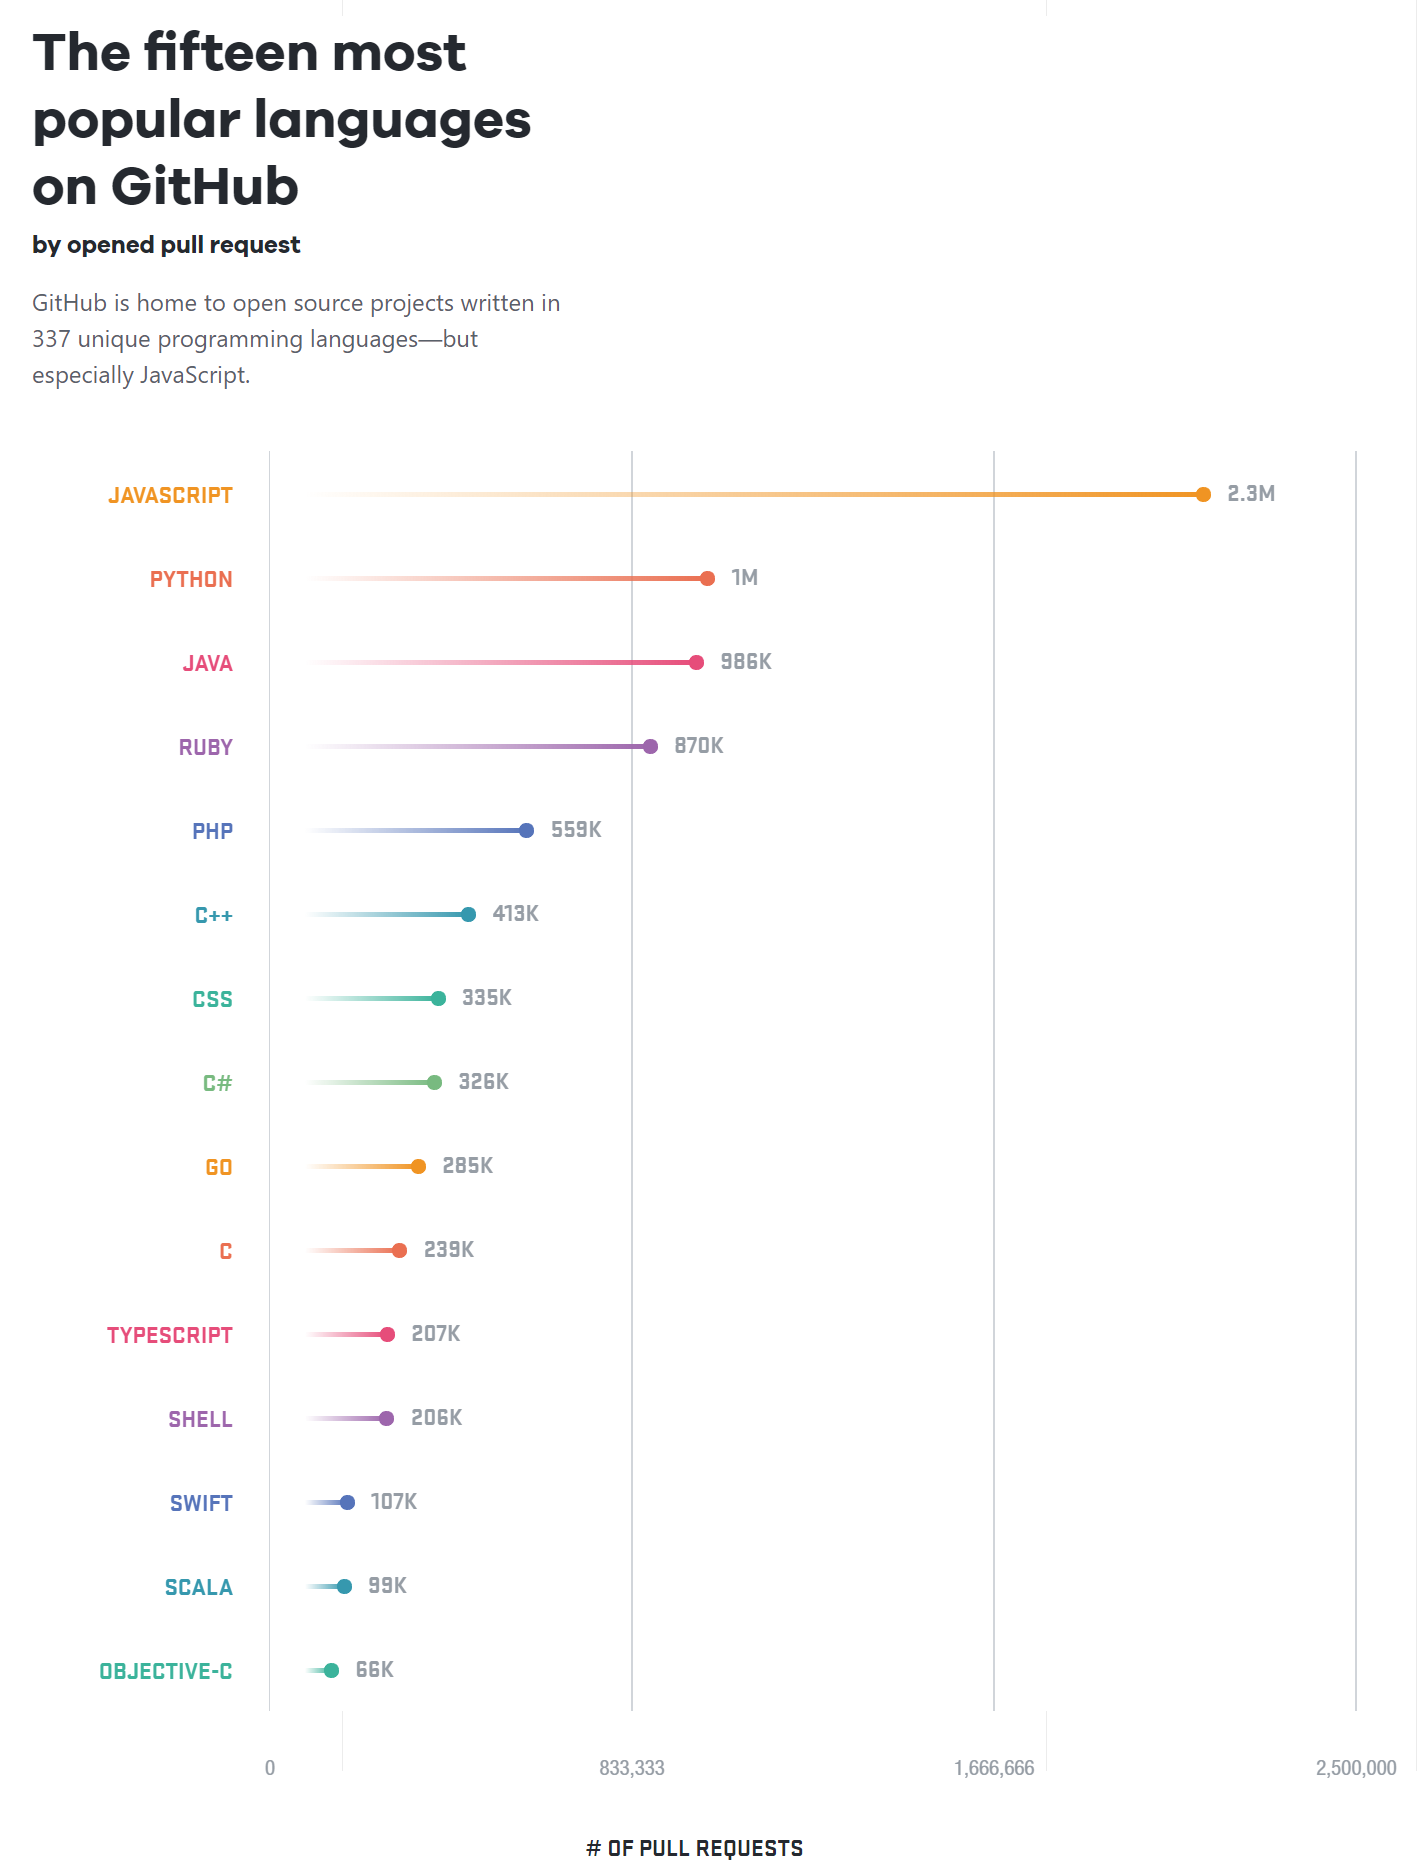 The fifteen most
popular languages
on GitHub
by opened pull request
GitHub is home to open source projects written in
337 unique programming languages—but
especially JavaScript.
JAVASCRIPT 2.3M
PYTHON 1M
JAVA 986K
RUBY 870K
PHP 559K
C++ 413K
CSS 335K
C# 326K
GO 285K
C 239K
TYPESCRIPT 207K
SHELL 206K
SWIFT 107K
SCALA 99K
OBJECTIVE-C 66K
0 833,333 1,666,666 2,500,000
# OF PULL REQUESTS